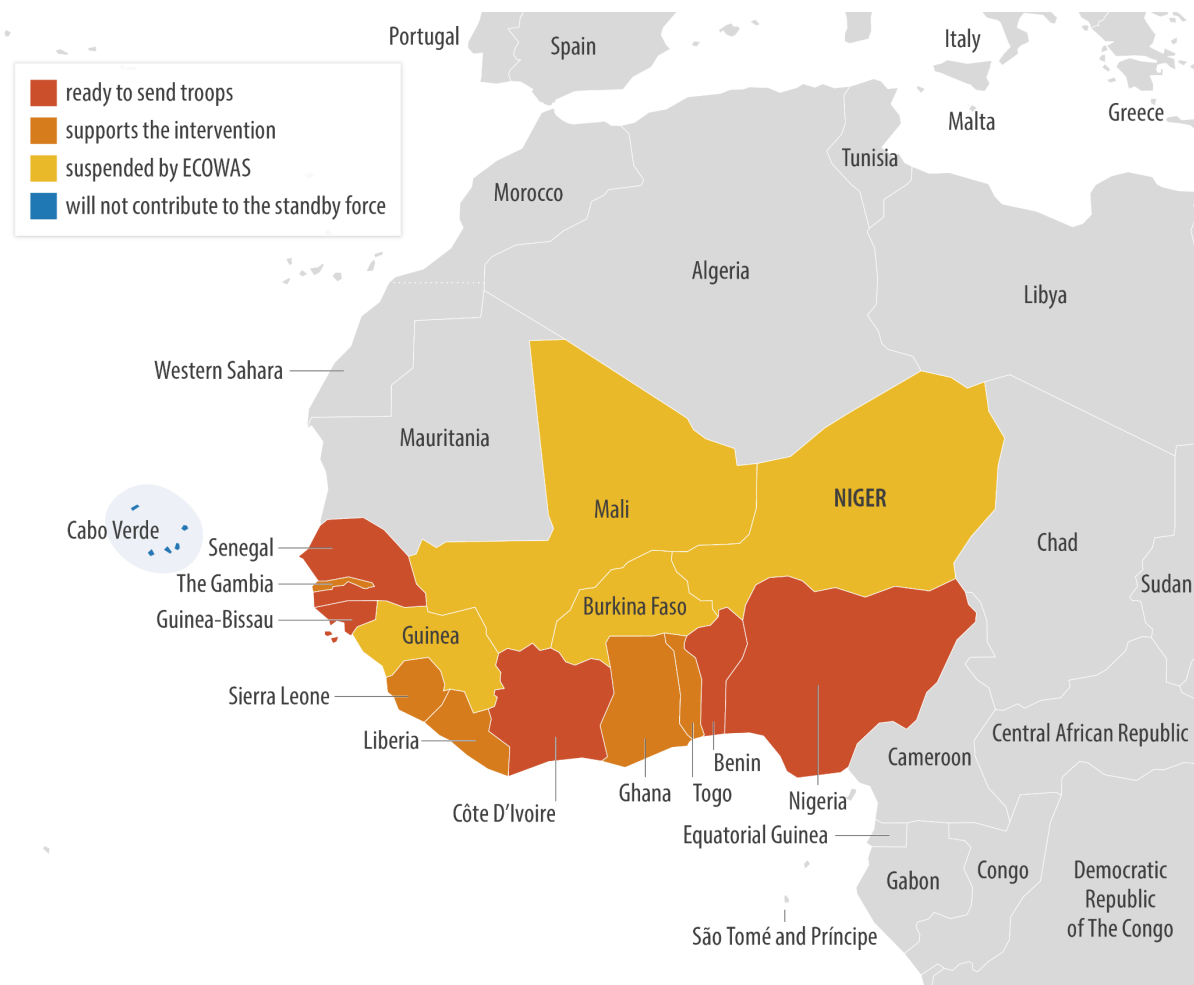 Portugal
Spain
Italy
ready to send troops
supports the intervention
suspended by ECOWAS
will not contribute to the standby force
Malta
Greece
Tunisia
Morocco
Algeria
Libya
Western Sahara
Mauritania
Mali
NIGER
Cabo Verde
Senegal
Chad
The Gambia
Sudan
Guinea-Bissau
Burkina Faso
Guinea
Sierra Leone
Liberia
Central African Republic
Cameroon
Benin
Ghana
Togo
Nigeria
Côte D'Ivoire
Equatorial Guinea
Gabon
Congo
Democratic
Republic
of The Congo
São Tomé and Príncipe